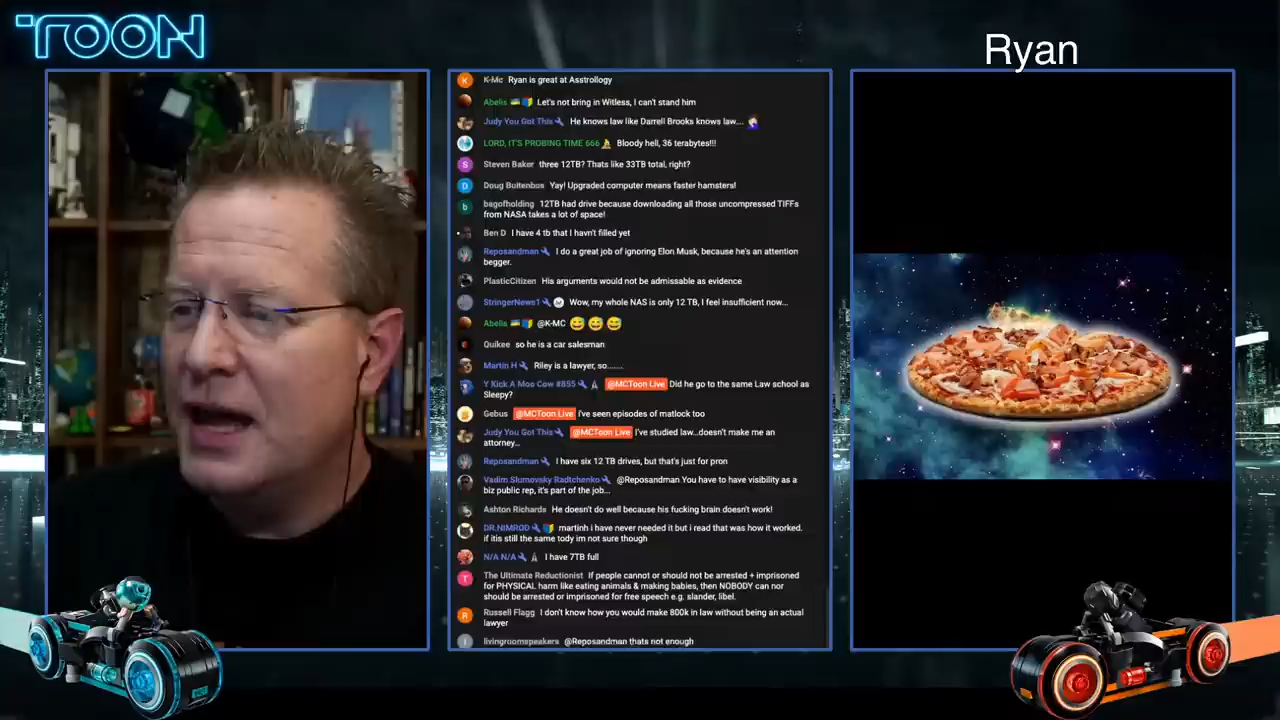 TOON
Ryan
K-Mc Ryan is great at Asstrollogy
Abelis Let's not bring in Witless, I can't stand him
Judy You Got This He knows law like Darrell Brooks knows law...
LORD, IT'S PROBING TIME 666 Bloody hell, 36 terabytes!!!
Steven Baker three 12TB? Thats like 33TB total, right?
Doug Buitenbos Yay! Upgraded computer means faster hamsters!
bagofholding 12TB had drive because downloading all those uncompressed TIFFs
from NASA takes a lot of space!
Ben D I have 4 tb that I havn't filled yet
Reposandman I do a great job of ignoring Elon Musk, because he's an attention
begger.
PlasticCitizen His arguments would not be admissable as evidence
StringerNews1 Wow, my whole NAS is only 12 TB, I feel insufficient now...
Abelis @K-MC
Quikee so he is a car salesman
Martin H Riley is a lawyer, so.......
Y Kick A Moo Cow #855 @MCToon Live Did he go to the same Law school as
Sleepy?
Gebus @MCToon Live i've seen episodes of matlock too
Judy You Got This @MCToon Live I've studied law...doesn't make me an
attorney...
Reposandman I have six 12 TB drives, but that's just for pron
Vadim Slumovsky Radtchenko @Reposandman You have to have visibility as a
biz public rep, it's part of the job...
Ashton Richards He doesn't do well because his fucking brain doesn't work!
DR.NIMROD martinh i have never needed it but i read that was how it worked.
if itis still the same tody im not sure though
N/A N/A I have 7TB full
The Ultimate Reductionist If people cannot or should not be arrested + imprisoned
for PHYSICAL harm like eating animals & making babies, then NOBODY can nor
should be arrested or imprisoned for free speech e.g. slander, libel.
Russell Flagg I don't know how you would make 800k in law without being an actual
lawyer
livingroomspeakers @Reposandman thats not enough